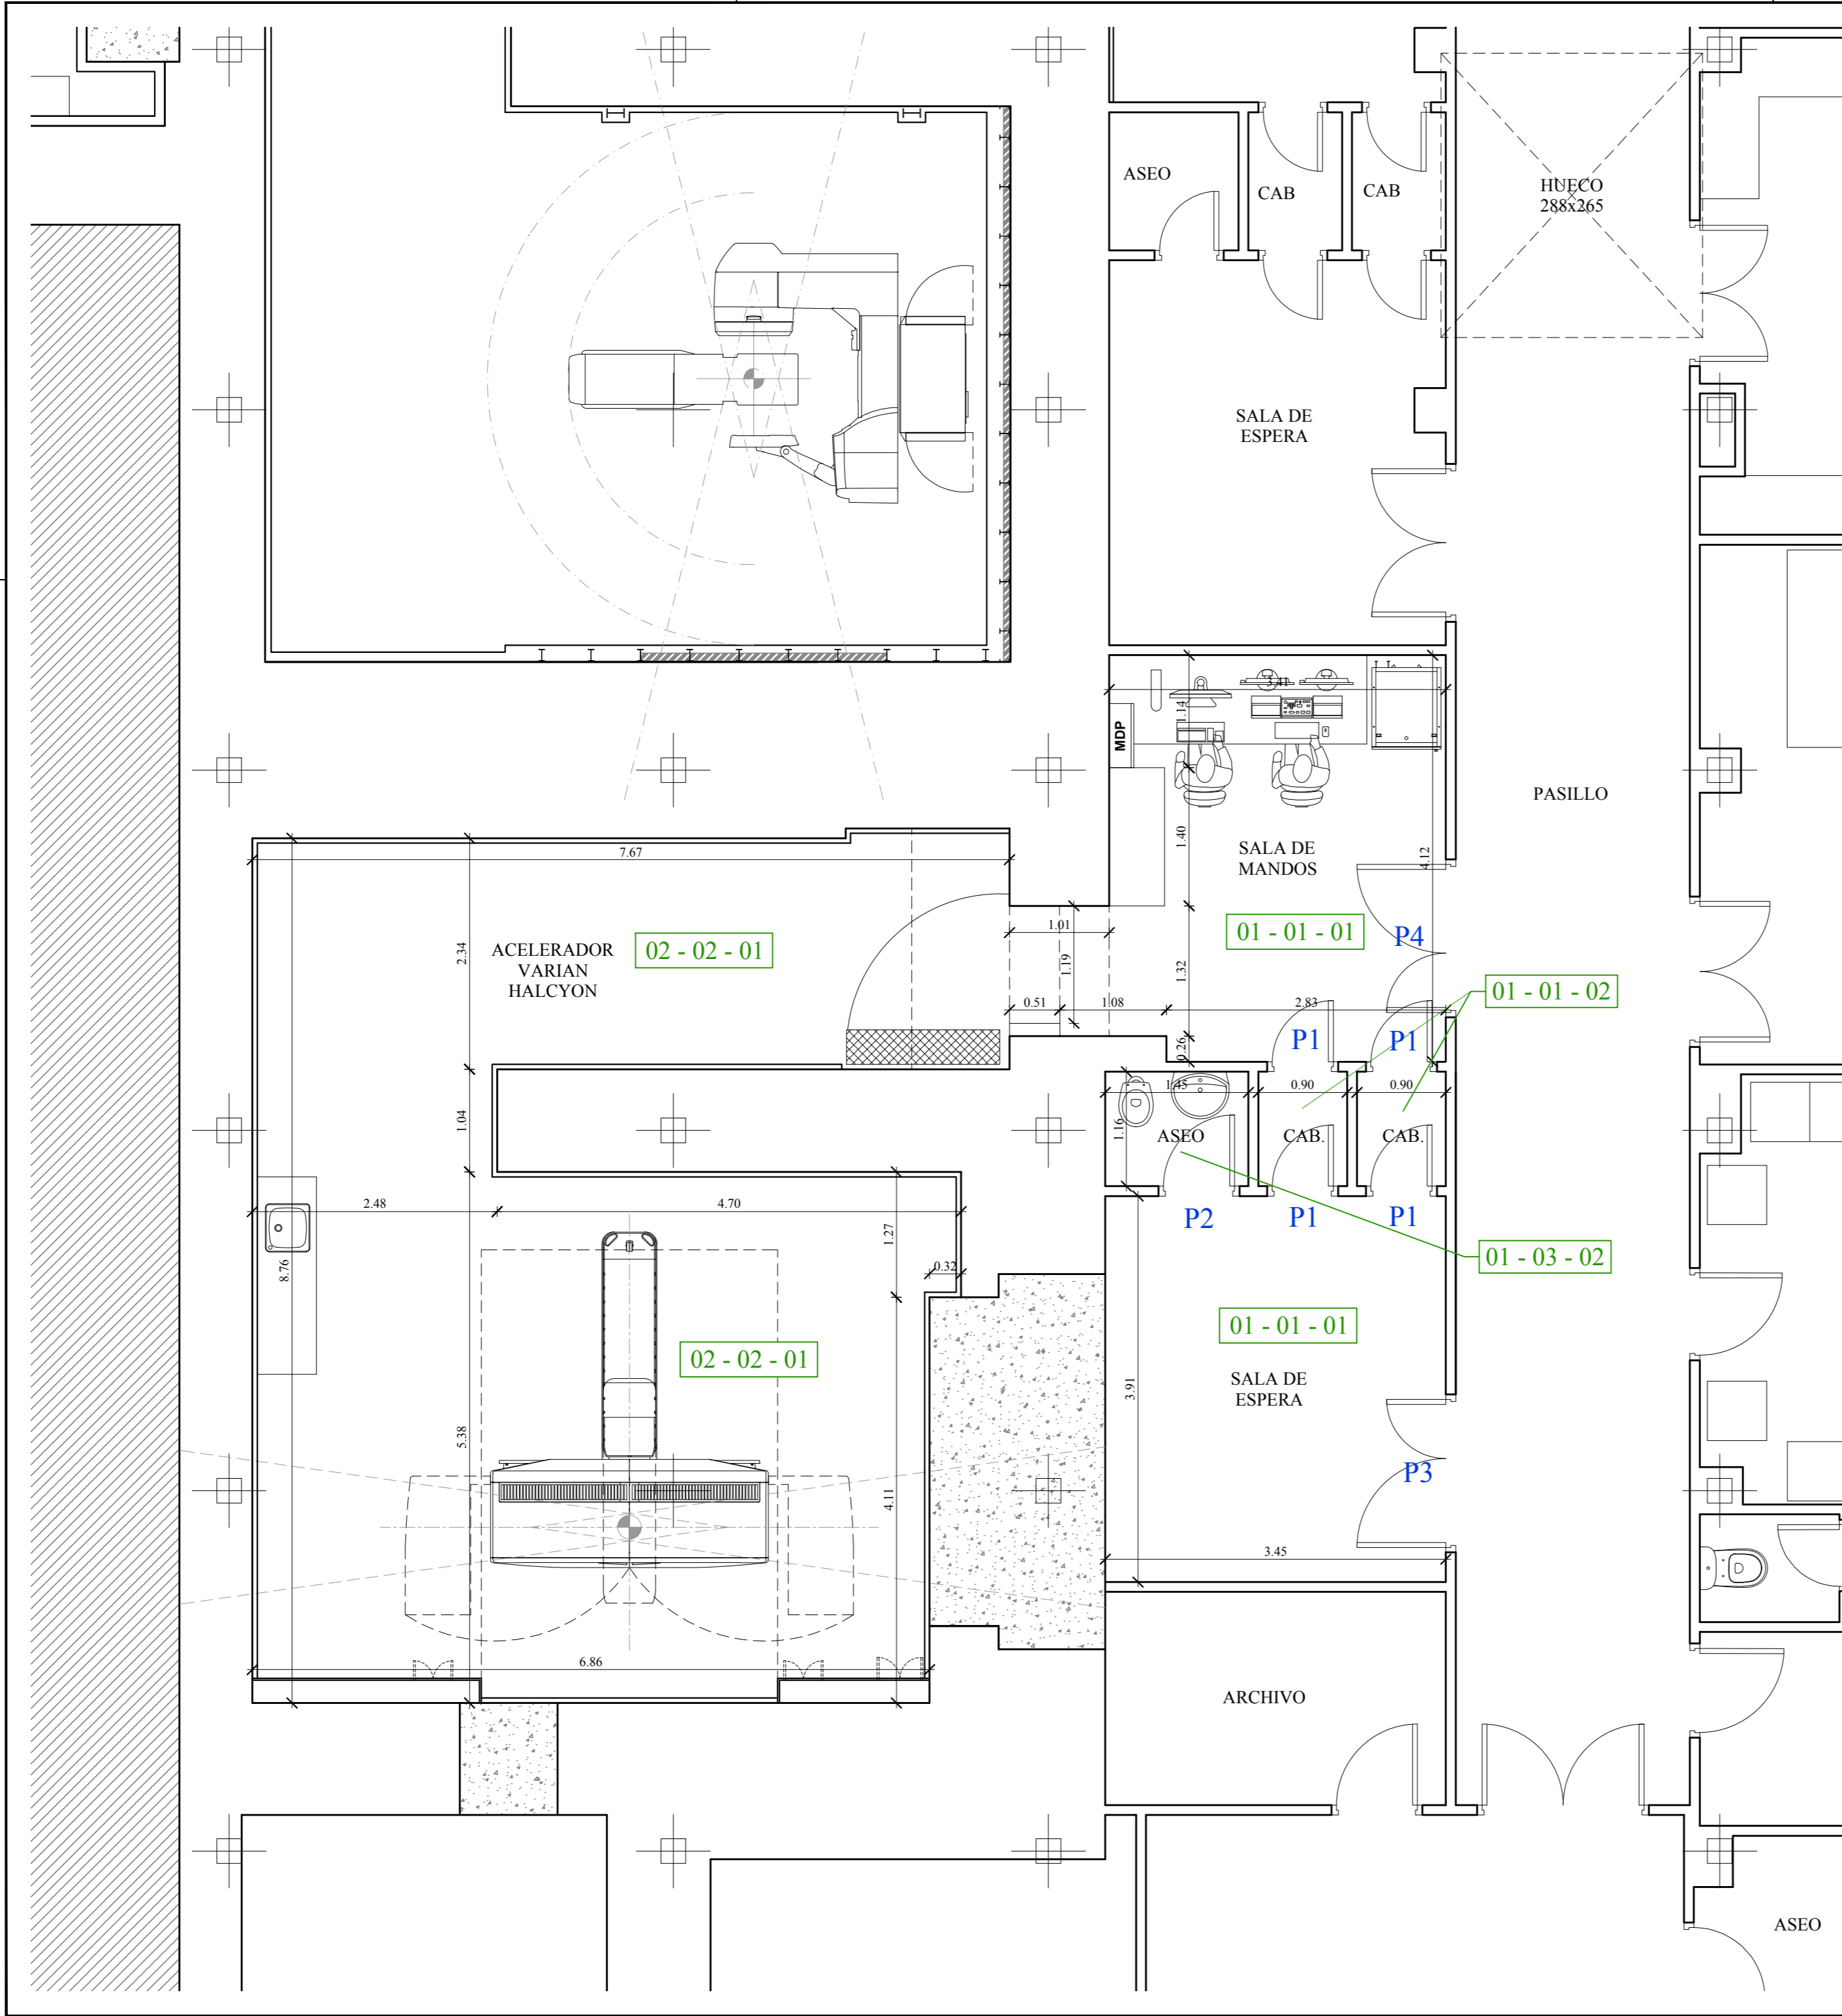 ASEO
CAB
CAB
HUECO
288x265
SALA DE
ESPERA
3.41
1.14
MDP
PASILLO
7.67
1.40
SALA DE
MANDOS
4.12
01 - 01 - 01
P4
ACELERADOR
VARIAN
HALCYON
02 - 02 - 01
2.34
1.01
1.19
1.32
0.51
1.08
2.83
01 - 01 - 02
P1
P1
0.26
1.45
0.90
0.90
1.04
1.16
ASEO
CAB.
CAB.
2.48
4.70
1.27
P2
P1
P1
8.76
0.32
01 - 03 - 02
01 - 01 - 01
02 - 02 - 01
SALA DE
ESPERA
3.91
5.38
4.11
P3
3.45
6.86
ARCHIVO
ASEO